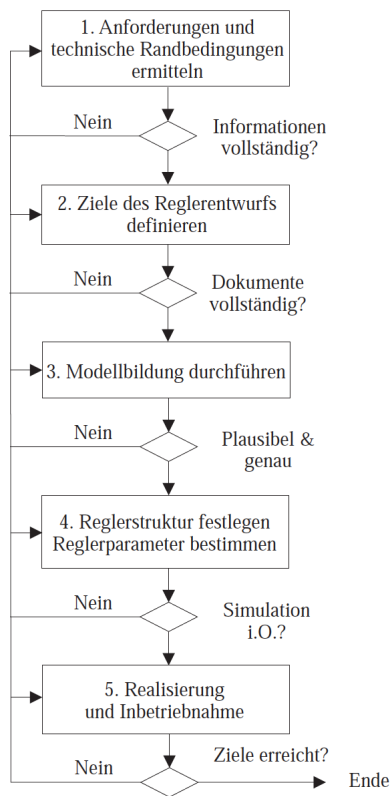 1. Anforderungen und
technische Randbedingungen
ermitteln
Nein
Informationen
vollständig?
2. Ziele des Reglerentwurfs
definieren
Nein
Dokumente
vollständig?
3. Modellbildung durchführen
Nein
Plausibel &
genau
4. Reglerstruktur festlegen
Reglerparameter bestimmen
Nein
Simulation
i.O.?
5. Realisierung
und Inbetriebnahme
Nein
Ziele erreicht?
Ende